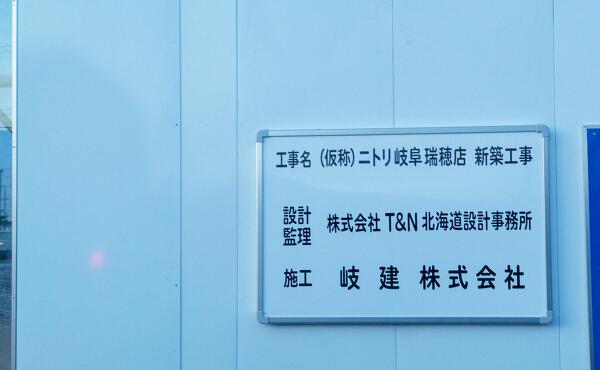 工事名 (仮称)ニトリ岐阜瑞穂店 新築工事
設計
監理 株式会社 T&N 北海道設計事務所
施工 岐建 株式会社